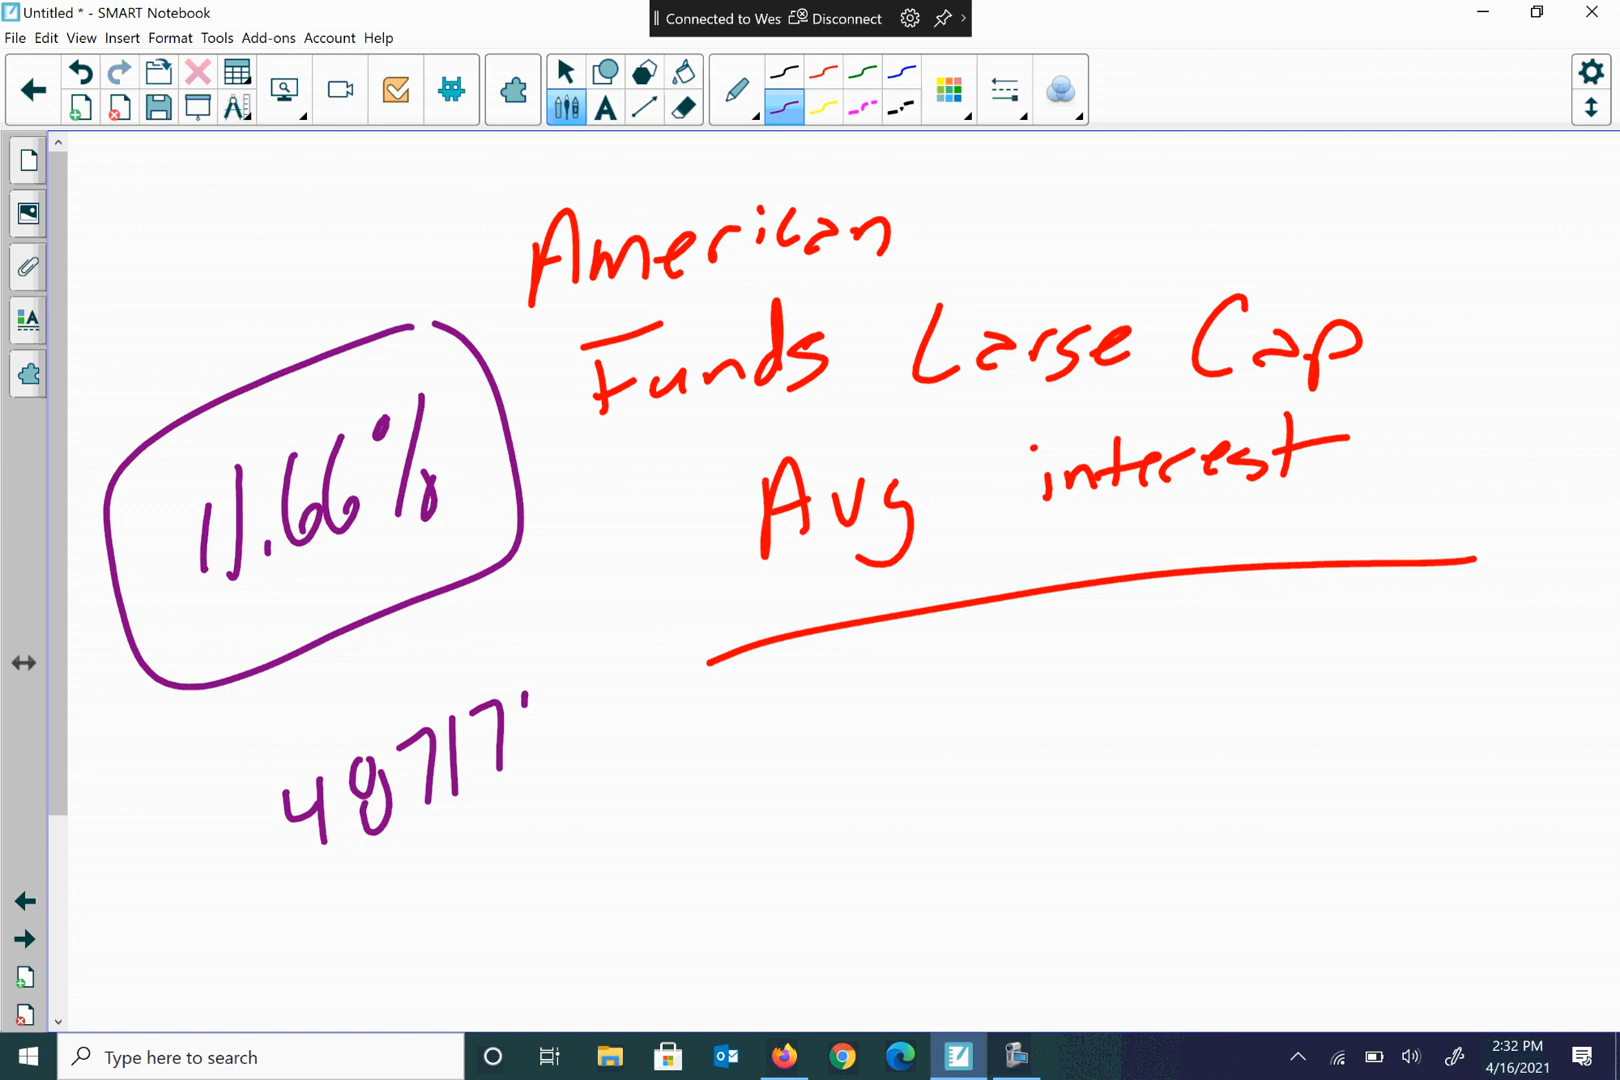 Untitled * - SMART Notebook
Connected to Wes Disconnect
File Edit View Insert Format Tools Add-ons Account Help
American
Funds Large Cap
Avg interest
11.66%
48717
Type here to search
2:32 PM
4/16/2021